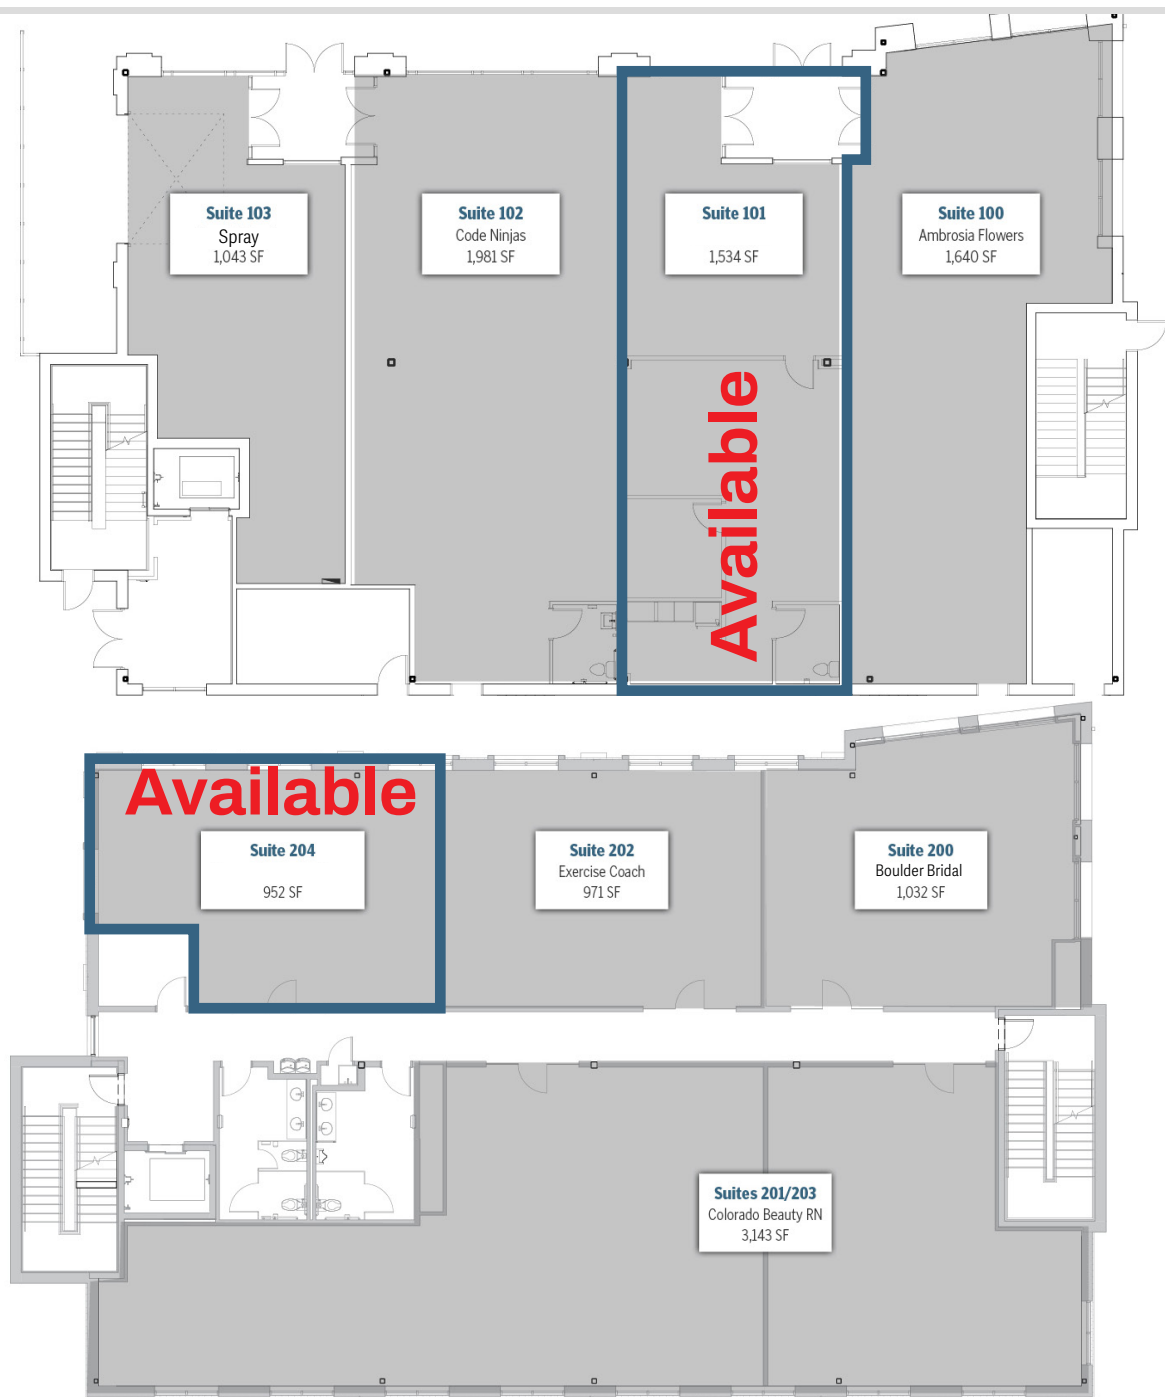 Suite 103
Spray
1,043 SF
Suite 102
Code Ninjas
1,981 SF
Suite 101
1,534 SF
Suite 100
Ambrosia Flowers
1,640 SF
Available
Available
Suite 204
952 SF
Suite 202
Exercise Coach
971 SF
Suite 200
Boulder Bridal
1,032 SF
Suites 201/203
Colorado Beauty RN
3,143 SF